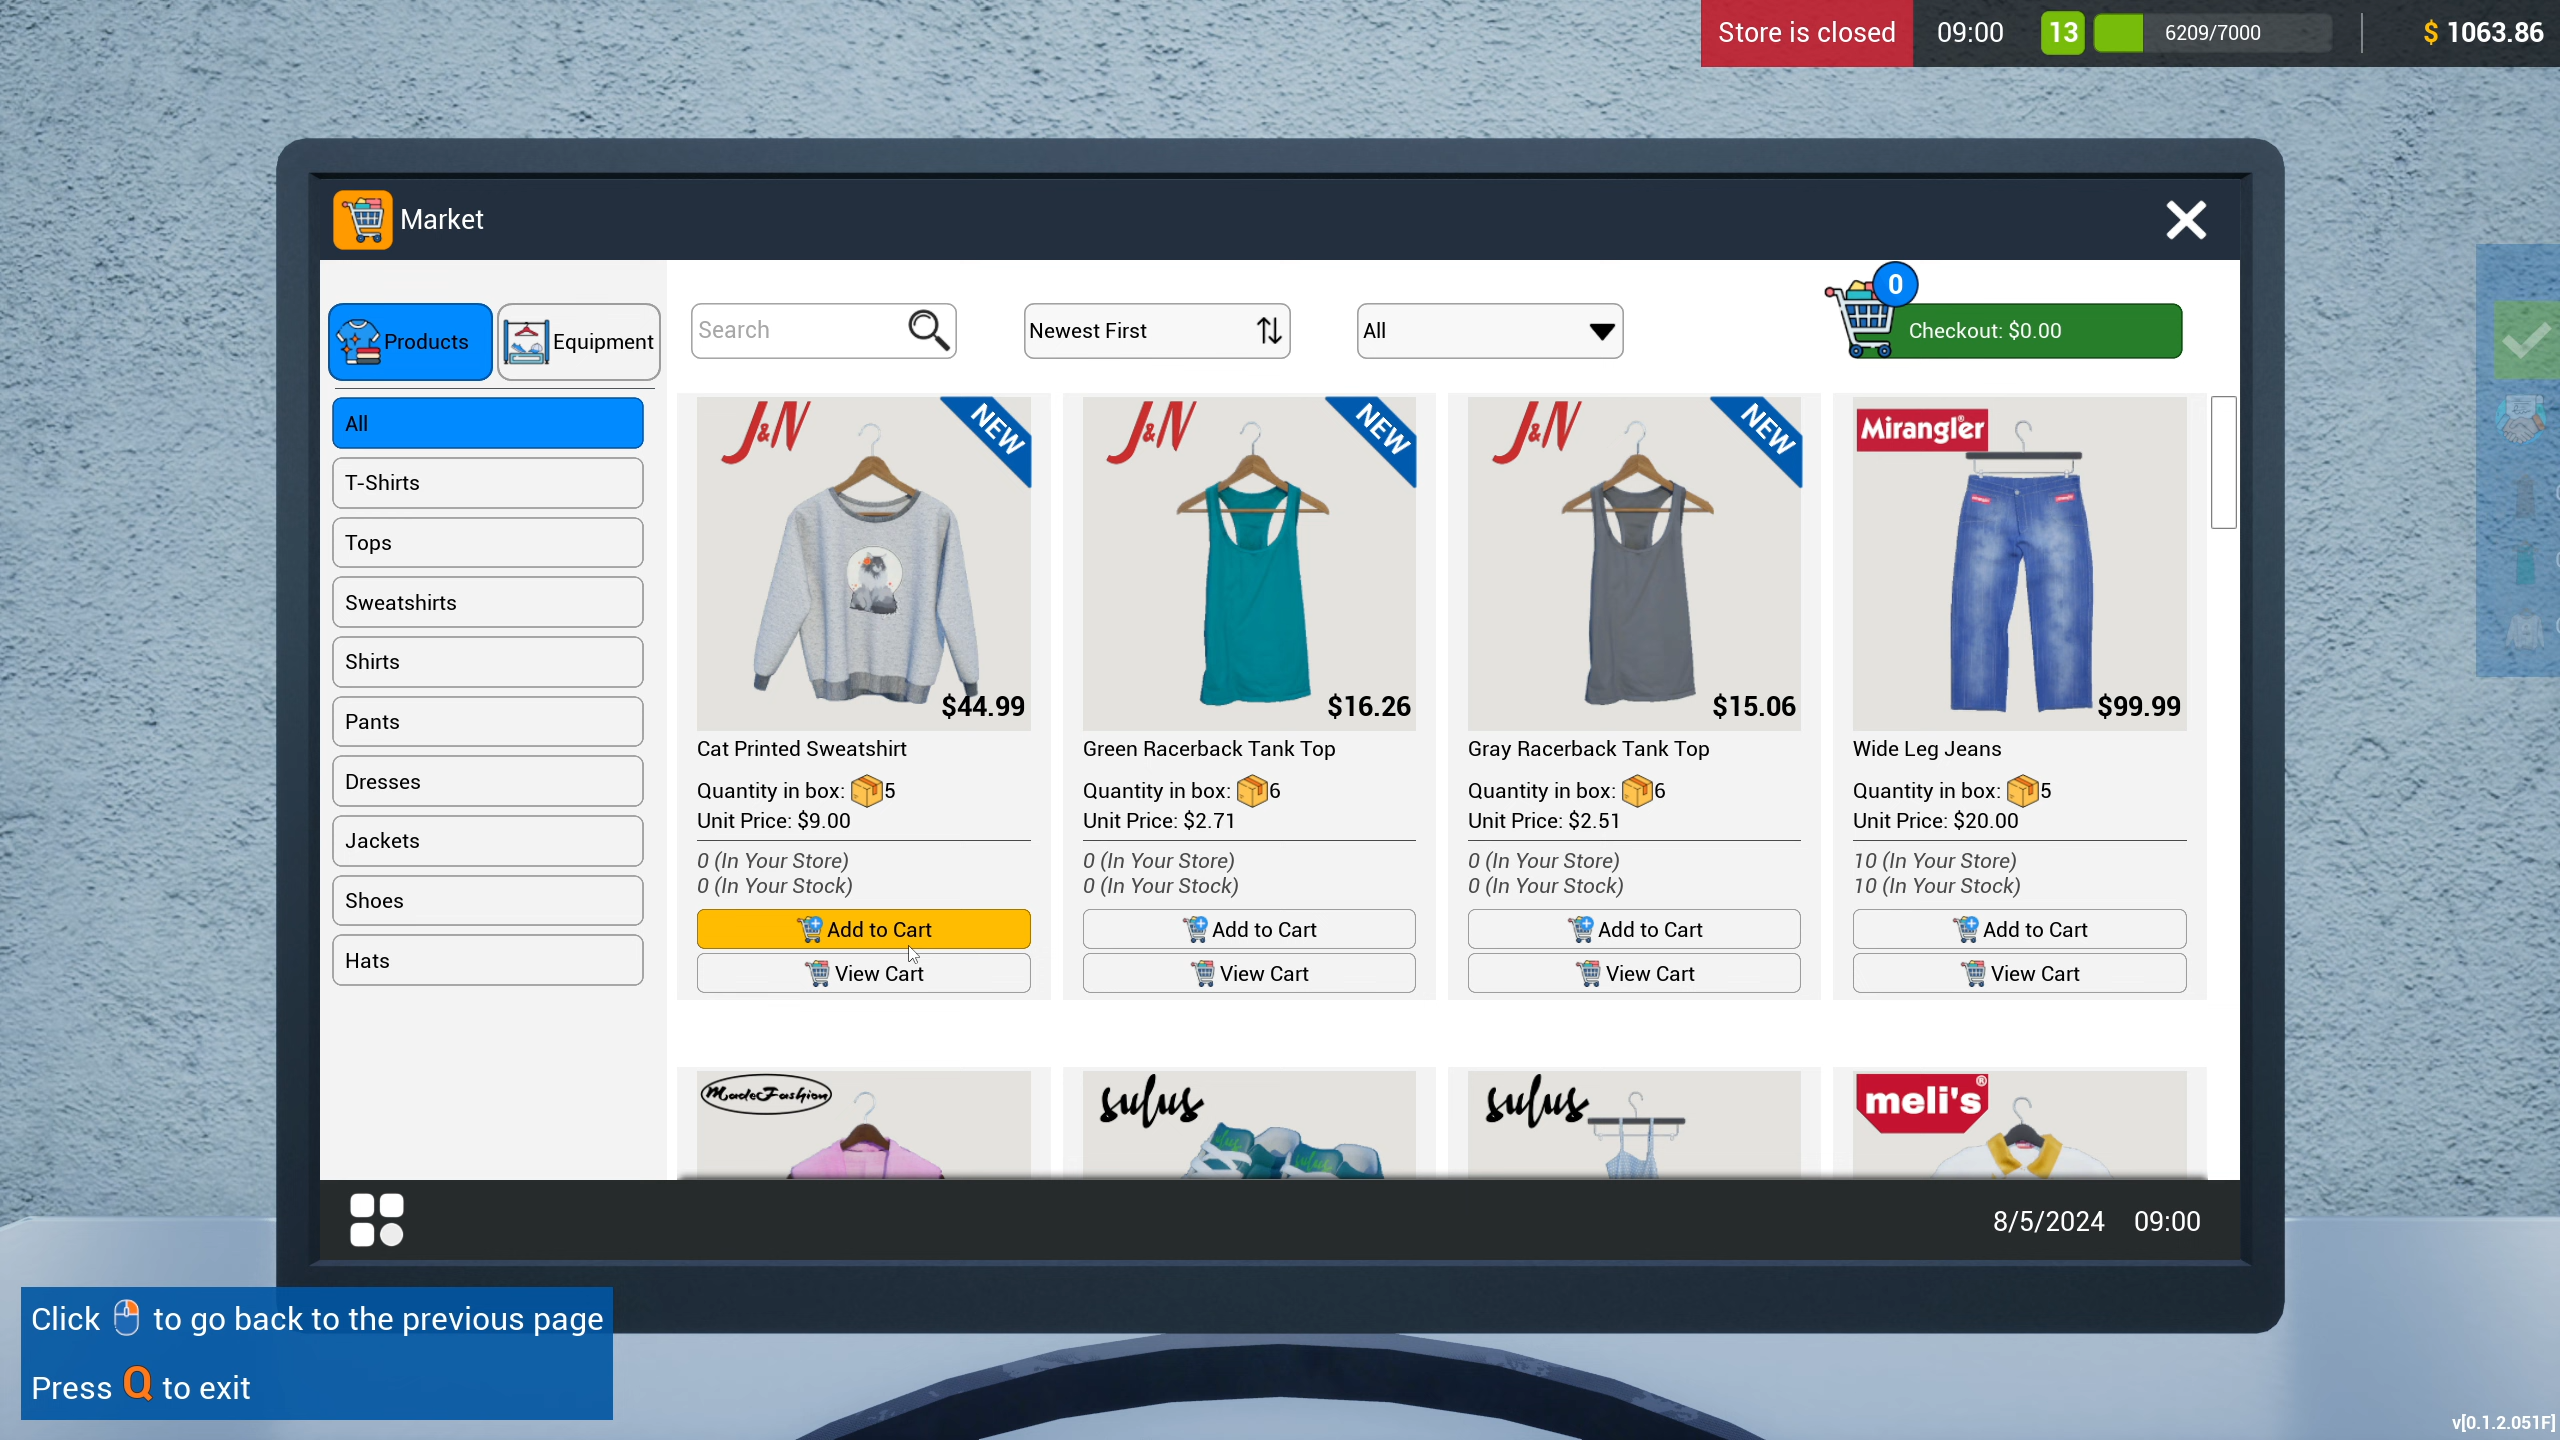 Store is closed
09:00
13
6209/7000
$ 1063.86
Market
Products
Equipment
Search
Newest First
All
0
Checkout: $0.00
All
T-Shirts
Tops
Sweatshirts
Shirts
Pants
Dresses
Jackets
Shoes
Hats
J&N
NEW
$44.99
Cat Printed Sweatshirt
Quantity in box: 5
Unit Price: $9.00
0 (In Your Store)
0 (In Your Stock)
Add to Cart
View Cart
J&N
NEW
$16.26
Green Racerback Tank Top
Quantity in box: 6
Unit Price: $2.71
0 (In Your Store)
0 (In Your Stock)
Add to Cart
View Cart
J&N
NEW
$15.06
Gray Racerback Tank Top
Quantity in box: 6
Unit Price: $2.51
0 (In Your Store)
0 (In Your Stock)
Add to Cart
View Cart
Mirangler®
$99.99
Wide Leg Jeans
Quantity in box: 5
Unit Price: $20.00
10 (In Your Store)
10 (In Your Stock)
Add to Cart
View Cart
MadeFashion
sulus
sulus
meli's®
8/5/2024 09:00
Click to go back to the previous page
Press Q to exit
v[0.1.2.051F]